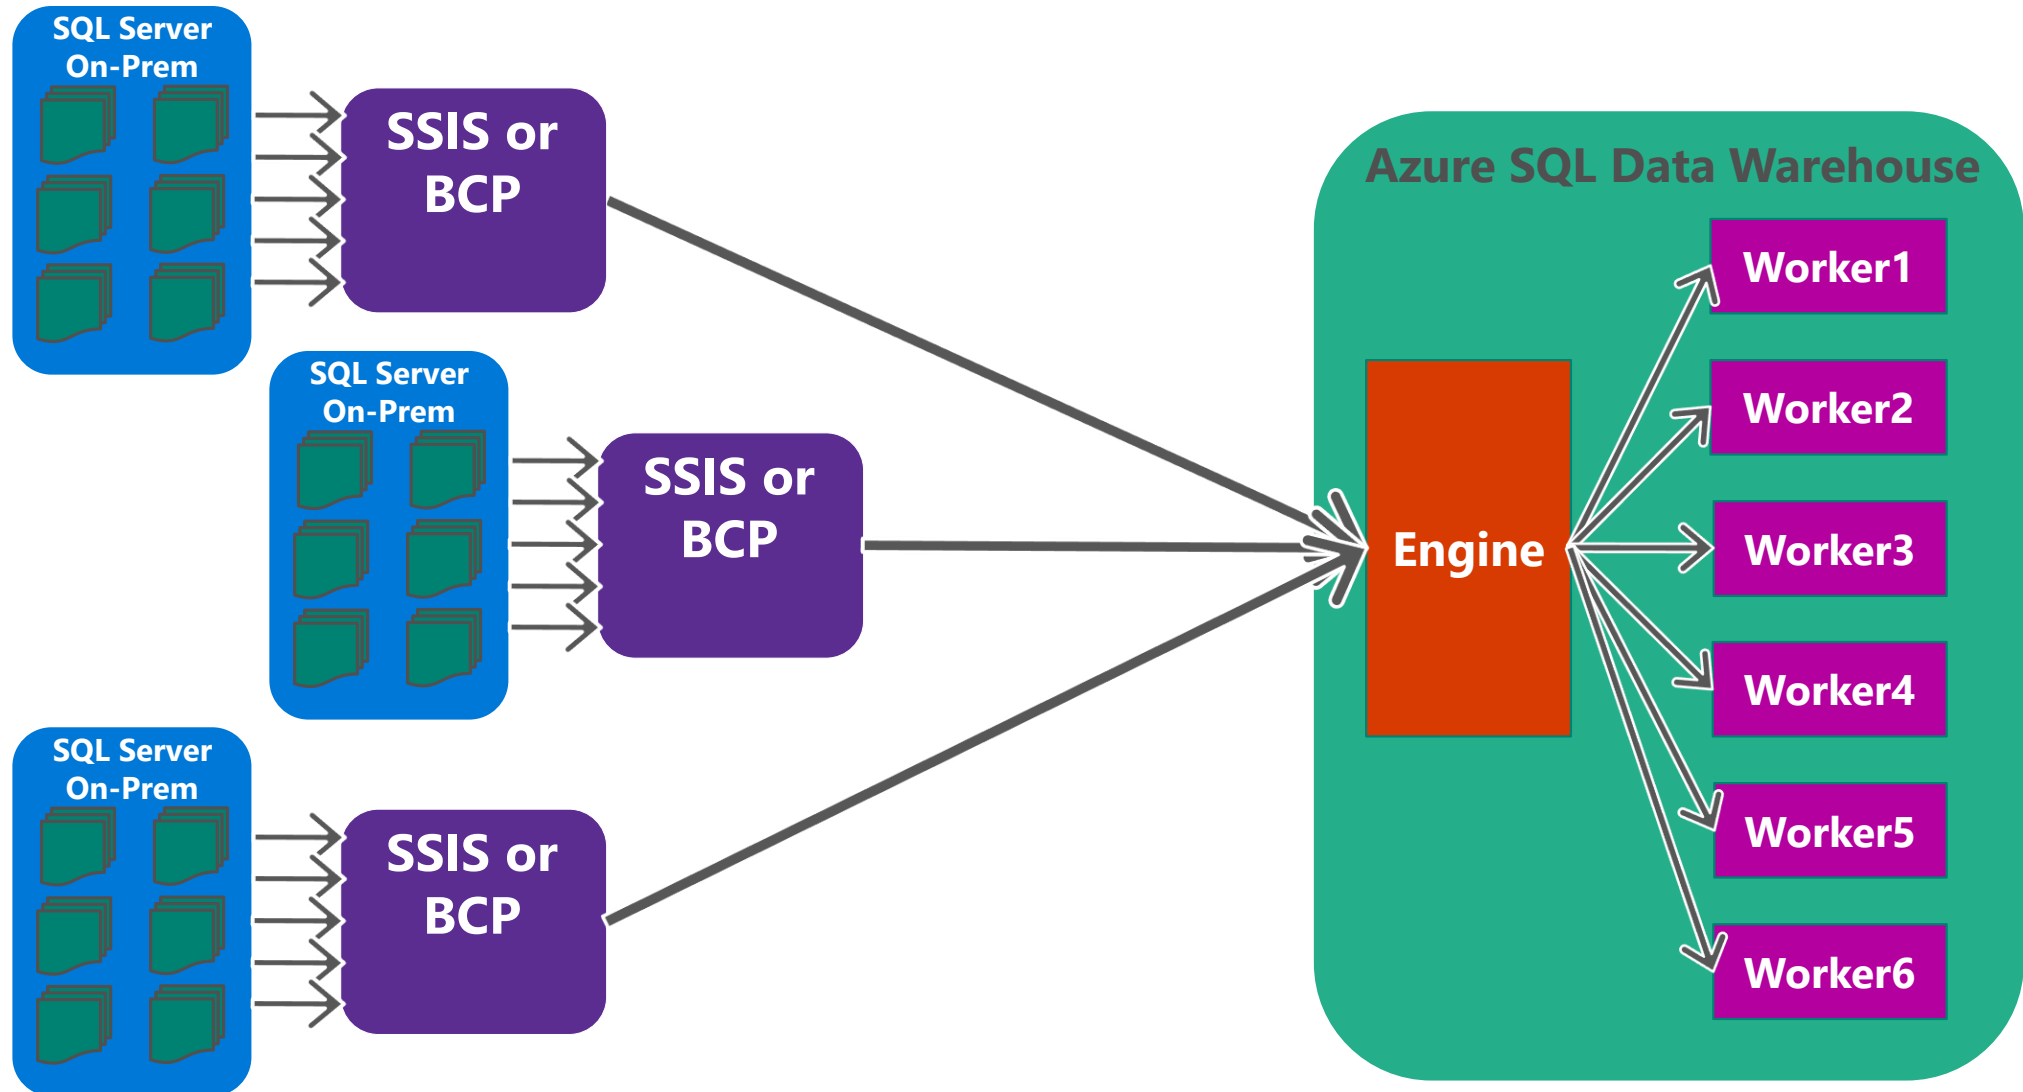 SQL Server
On-Prem
SSIS or
BCP
SQL Server
On-Prem
SSIS or
BCP
SQL Server
On-Prem
SSIS or
BCP
Azure SQL Data Warehouse
Engine
Worker1
Worker2
Worker3
Worker4
Worker5
Worker6